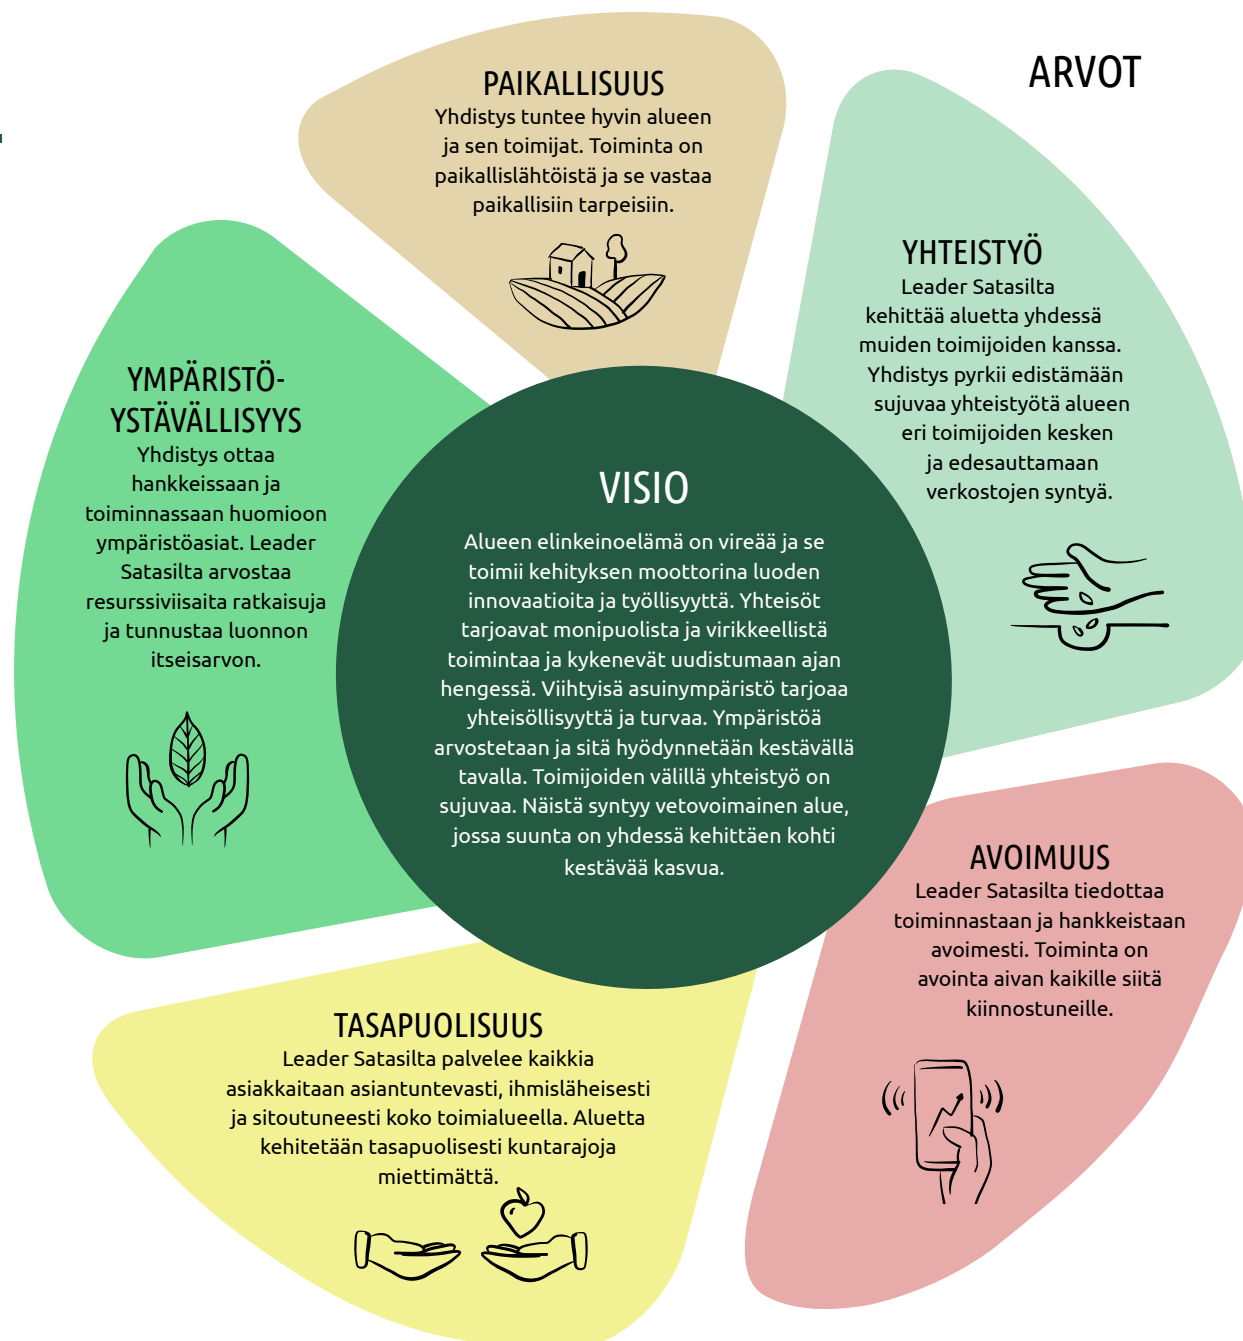 ARVOT
PAIKALLISUUS
Yhdistys tuntee hyvin alueen
ja sen toimijat. Toiminta on
paikallislähtöistä ja se vastaa
paikallisiin tarpeisiin.
YHTEISTYÖ
Leader Satasilta
kehittää aluetta yhdessä
muiden toimijoiden kanssa.
Yhdistys pyrkii edistämään
sujuvaa yhteistyötä alueen
eri toimijoiden kesken
ja edesauttamaan
verkostojen syntyä.
YMPÄRISTÖ-
YSTÄVÄLLISYYS
Yhdistys ottaa
hankkeissaan ja
toiminnassaan huomioon
ympäristöasiat. Leader
Satasilta arvostaa
resurssiviisaita ratkaisuja
ja tunnustaa luonnon
itseisarvon.
VISIO
Alueen elinkeinoelämä on vireää ja se
toimii kehityksen moottorina luoden
innovaatioita ja työllisyyttä. Yhteisöt
tarjoavat monipuolista ja virikkeellistä
toimintaa ja kykenevät uudistumaan ajan
hengessä. Viihtyisä asuinympäristö tarjoaa
yhteisöllisyyttä ja turvaa. Ympäristöä
arvostetaan ja sitä hyödynnetään kestävällä
tavalla. Toimijoiden välillä yhteistyö on
sujuvaa. Näistä syntyy vetovoimainen alue,
jossa suunta on yhdessä kehittäen kohti
kestävää kasvua.
AVOIMUUS
Leader Satasilta tiedottaa
toiminnastaan ja hankkeistaan
avoimesti. Toiminta on
avointa aivan kaikille siitä
kiinnostuneille.
TASAPUOLISUUS
Leader Satasilta palvelee kaikkia
asiakkaitaan asiantuntevasti, ihmisläheisesti
ja sitoutuneesti koko toimialueella. Aluetta
kehitetään tasapuolisesti kuntarajoja
miettimättä.